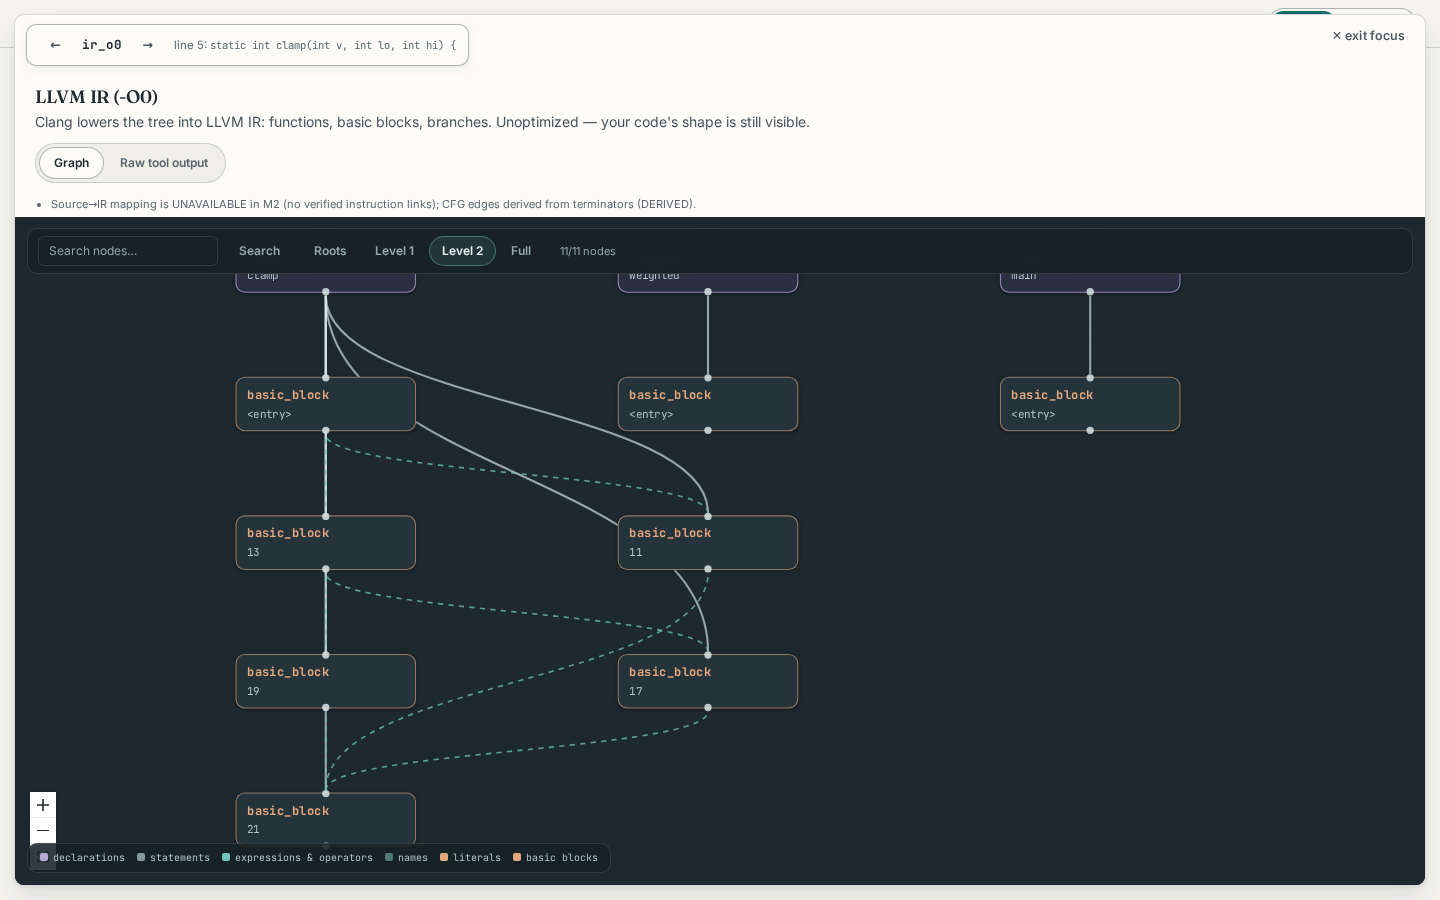 ← ir_o0 → line 5: static int clamp(int v, int lo, int hi) {
× exit focus
LLVM IR (-O0)
Clang lowers the tree into LLVM IR: functions, basic blocks, branches. Unoptimized — your code's shape is still visible.
Graph Raw tool output
• Source→IR mapping is UNAVAILABLE in M2 (no verified instruction links); CFG edges derived from terminators (DERIVED).
Search nodes... Search Roots Level 1 Level 2 Full 11/11 nodes
clamp weighted main
basic_block basic_block basic_block
<entry> <entry> <entry>
basic_block basic_block
13 11
basic_block basic_block
19 17
basic_block
21
declarations statements expressions & operators names literals basic blocks